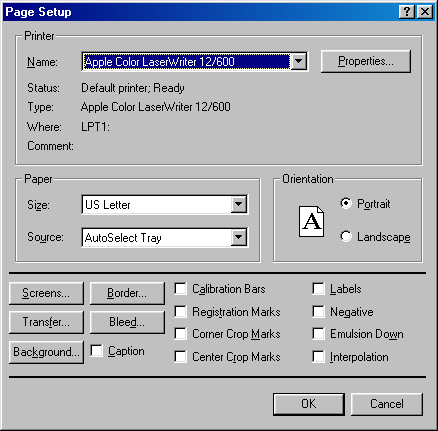 Page Setup
Printer
Name: Apple Color LaserWriter 12/600 Properties...
Status: Default printer; Ready
Type: Apple Color LaserWriter 12/600
Where: LPT1:
Comment:
Paper
Size: US Letter
Source: AutoSelect Tray
Orientation
A
Portrait
Landscape
Screens... Border... Calibration Bars Labels
Transfer... Bleed... Registration Marks Negative
Corner Crop Marks Emulsion Down
Background... Caption Center Crop Marks Interpolation
OK Cancel